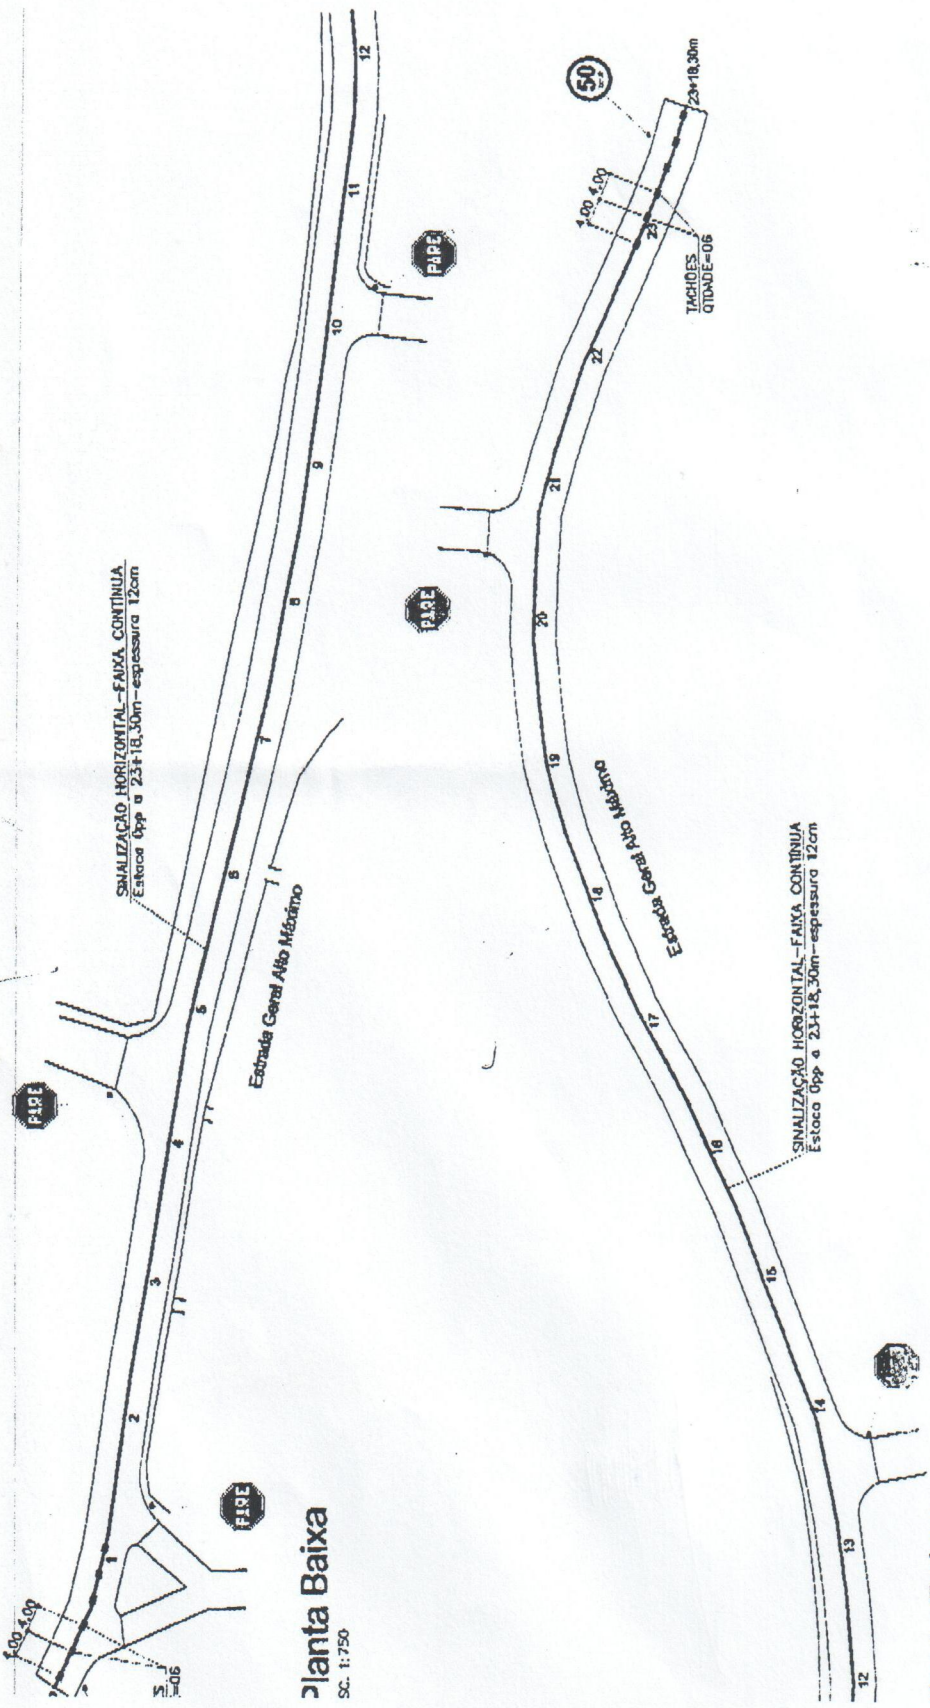 Planta Baixa
SC. 1:750
4.00 4.00
=06
PARE
1
2
3
4
5
6
7
8
9
10
11
12
PARE
Estrada Geral Alto Máximo
SINALIZAÇÃO HORIZONTAL-FAIXA CONTÍNUA
Estaca 0pp a 23+18,30m-espessura 12cm
PARE
12
13
14
15
16
17
18
19
20
21
22
23
SINALIZAÇÃO HORIZONTAL-FAIXA CONTÍNUA
Estaca 0pp a 23+18,30m-espessura 12cm
Estrada Geral Alto Máximo
PARE
4.00 4.00
TACHÕES
QTDADE=06
50
23+18,30m